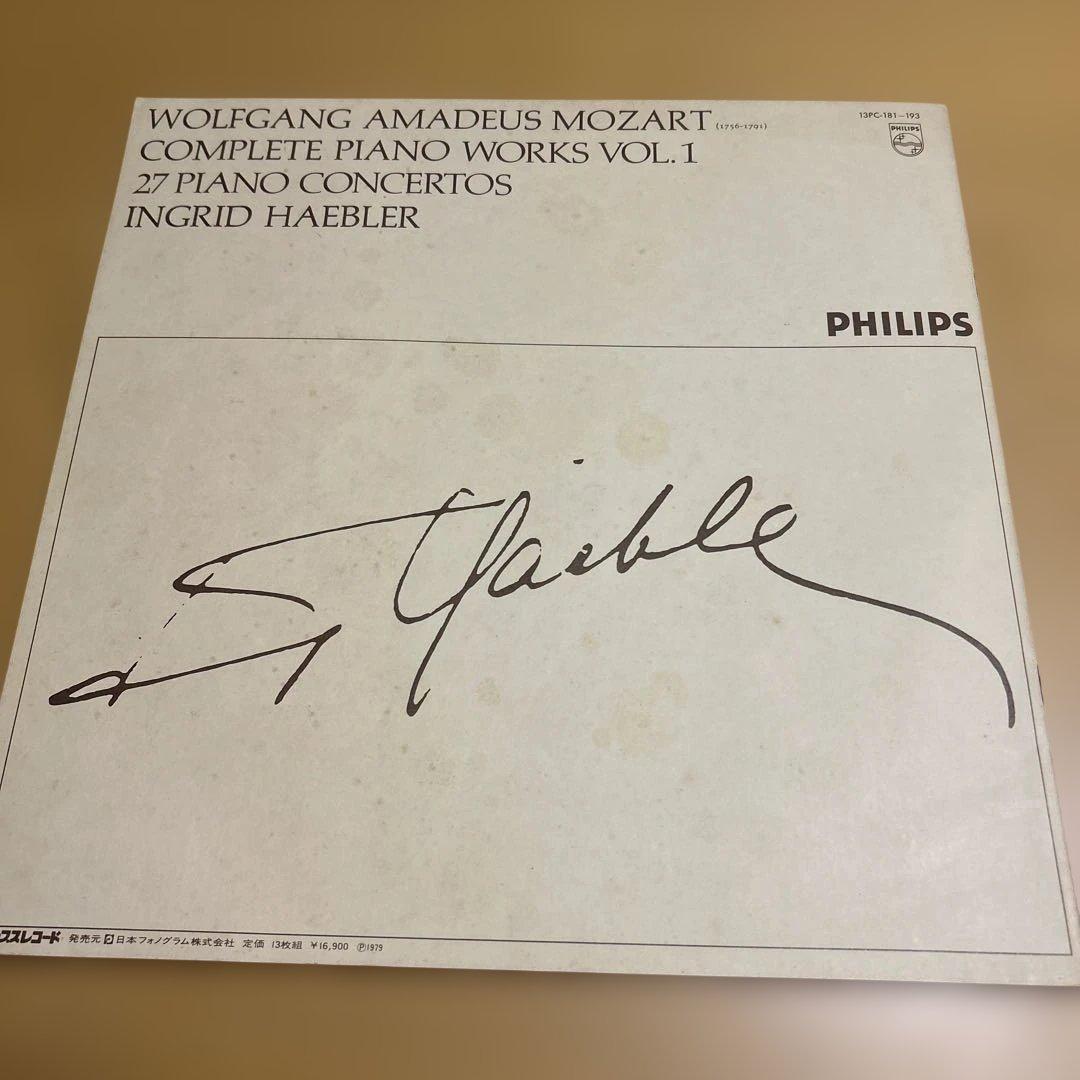 WOLFGANG AMADEUS MOZART (1756-1791)
COMPLETE PIANO WORKS VOL. 1
27 PIANO CONCERTOS
INGRID HAEBLER
13PC-181—193
PHILIPS
PHILIPS
I Haebler
スレコード 発売元 日本フォノグラム株式会社 定価 13枚組 ¥16,900 Ⓟ1979